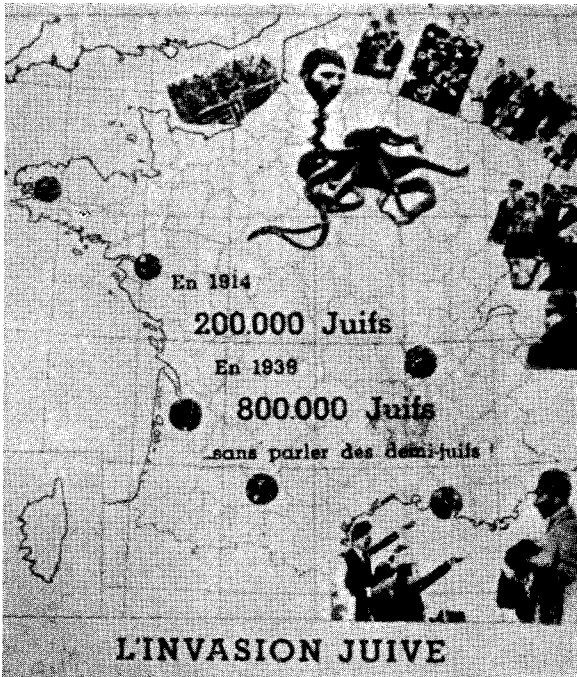 En 1914
200.000 Juifs
En 1939
800.000 Juifs
...sans parler des demi-juifs !
L'INVASION JUIVE